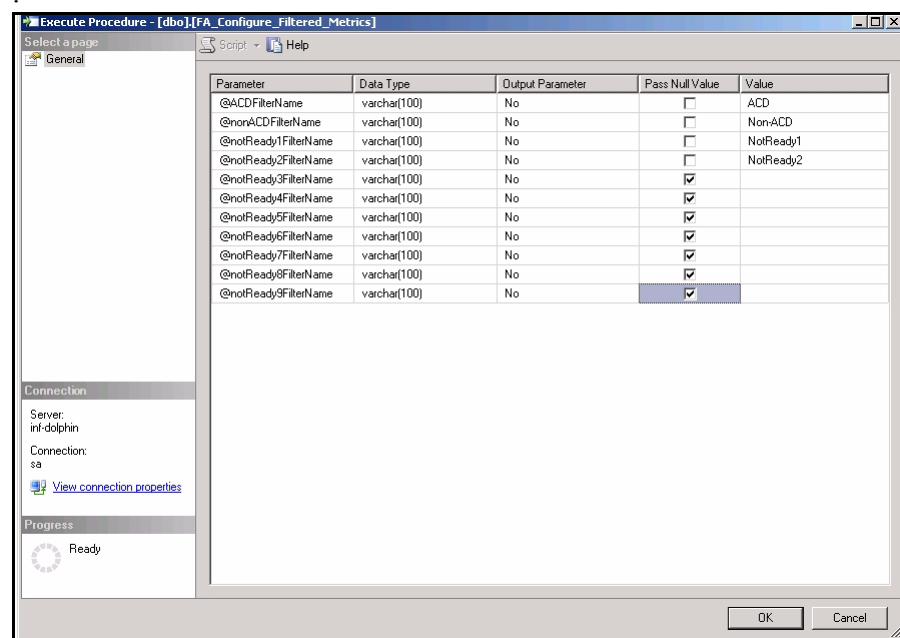 Execute Procedure - [dbo].[FA_Configure_Filtered_Metrics]
Select a page
General
Script Help
Parameter Data Type Output Parameter Pass Null Value Value
@ACDFilterName varchar(100) No ACD
@nonACDFilterName varchar(100) No Non-ACD
@notReady1FilterName varchar(100) No NotReady1
@notReady2FilterName varchar(100) No NotReady2
@notReady3FilterName varchar(100) No
@notReady4FilterName varchar(100) No
@notReady5FilterName varchar(100) No
@notReady6FilterName varchar(100) No
@notReady7FilterName varchar(100) No
@notReady8FilterName varchar(100) No
@notReady9FilterName varchar(100) No
Connection
Server:
inf-dolphin
Connection:
sa
View connection properties
Progress
Ready
OK Cancel